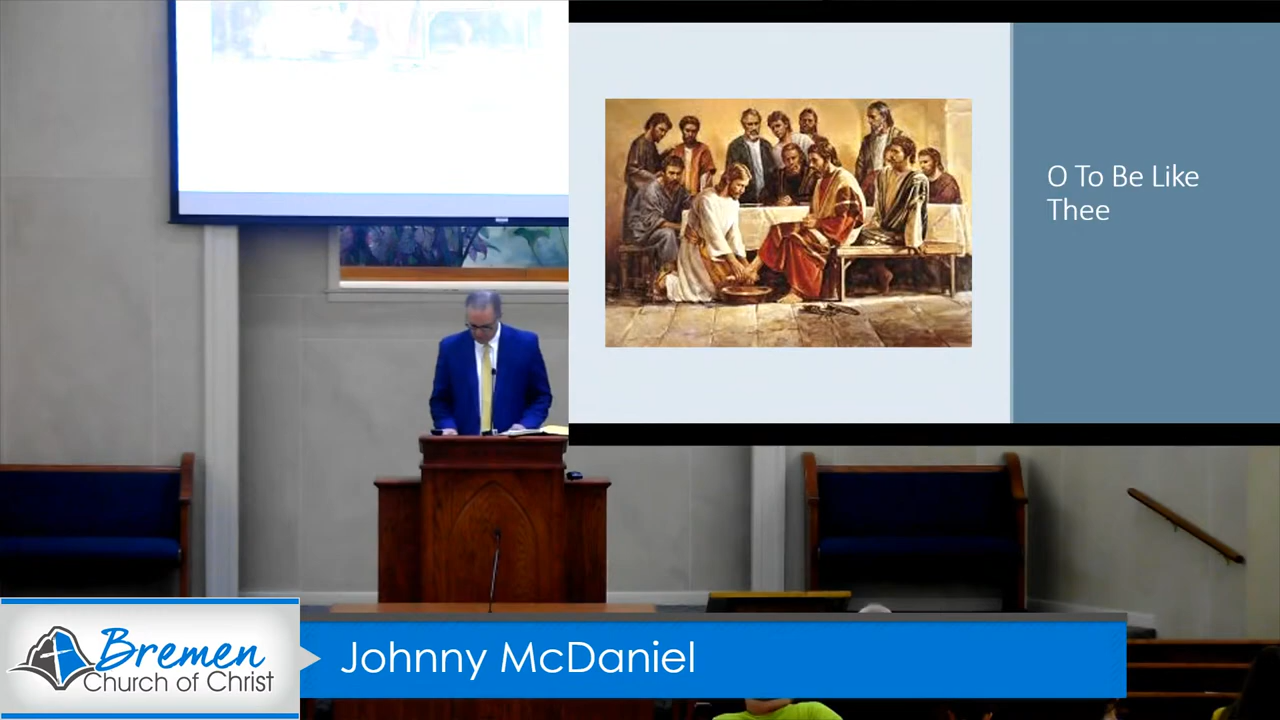 O To Be Like
Thee
Bremen
Church of Christ
Johnny McDaniel